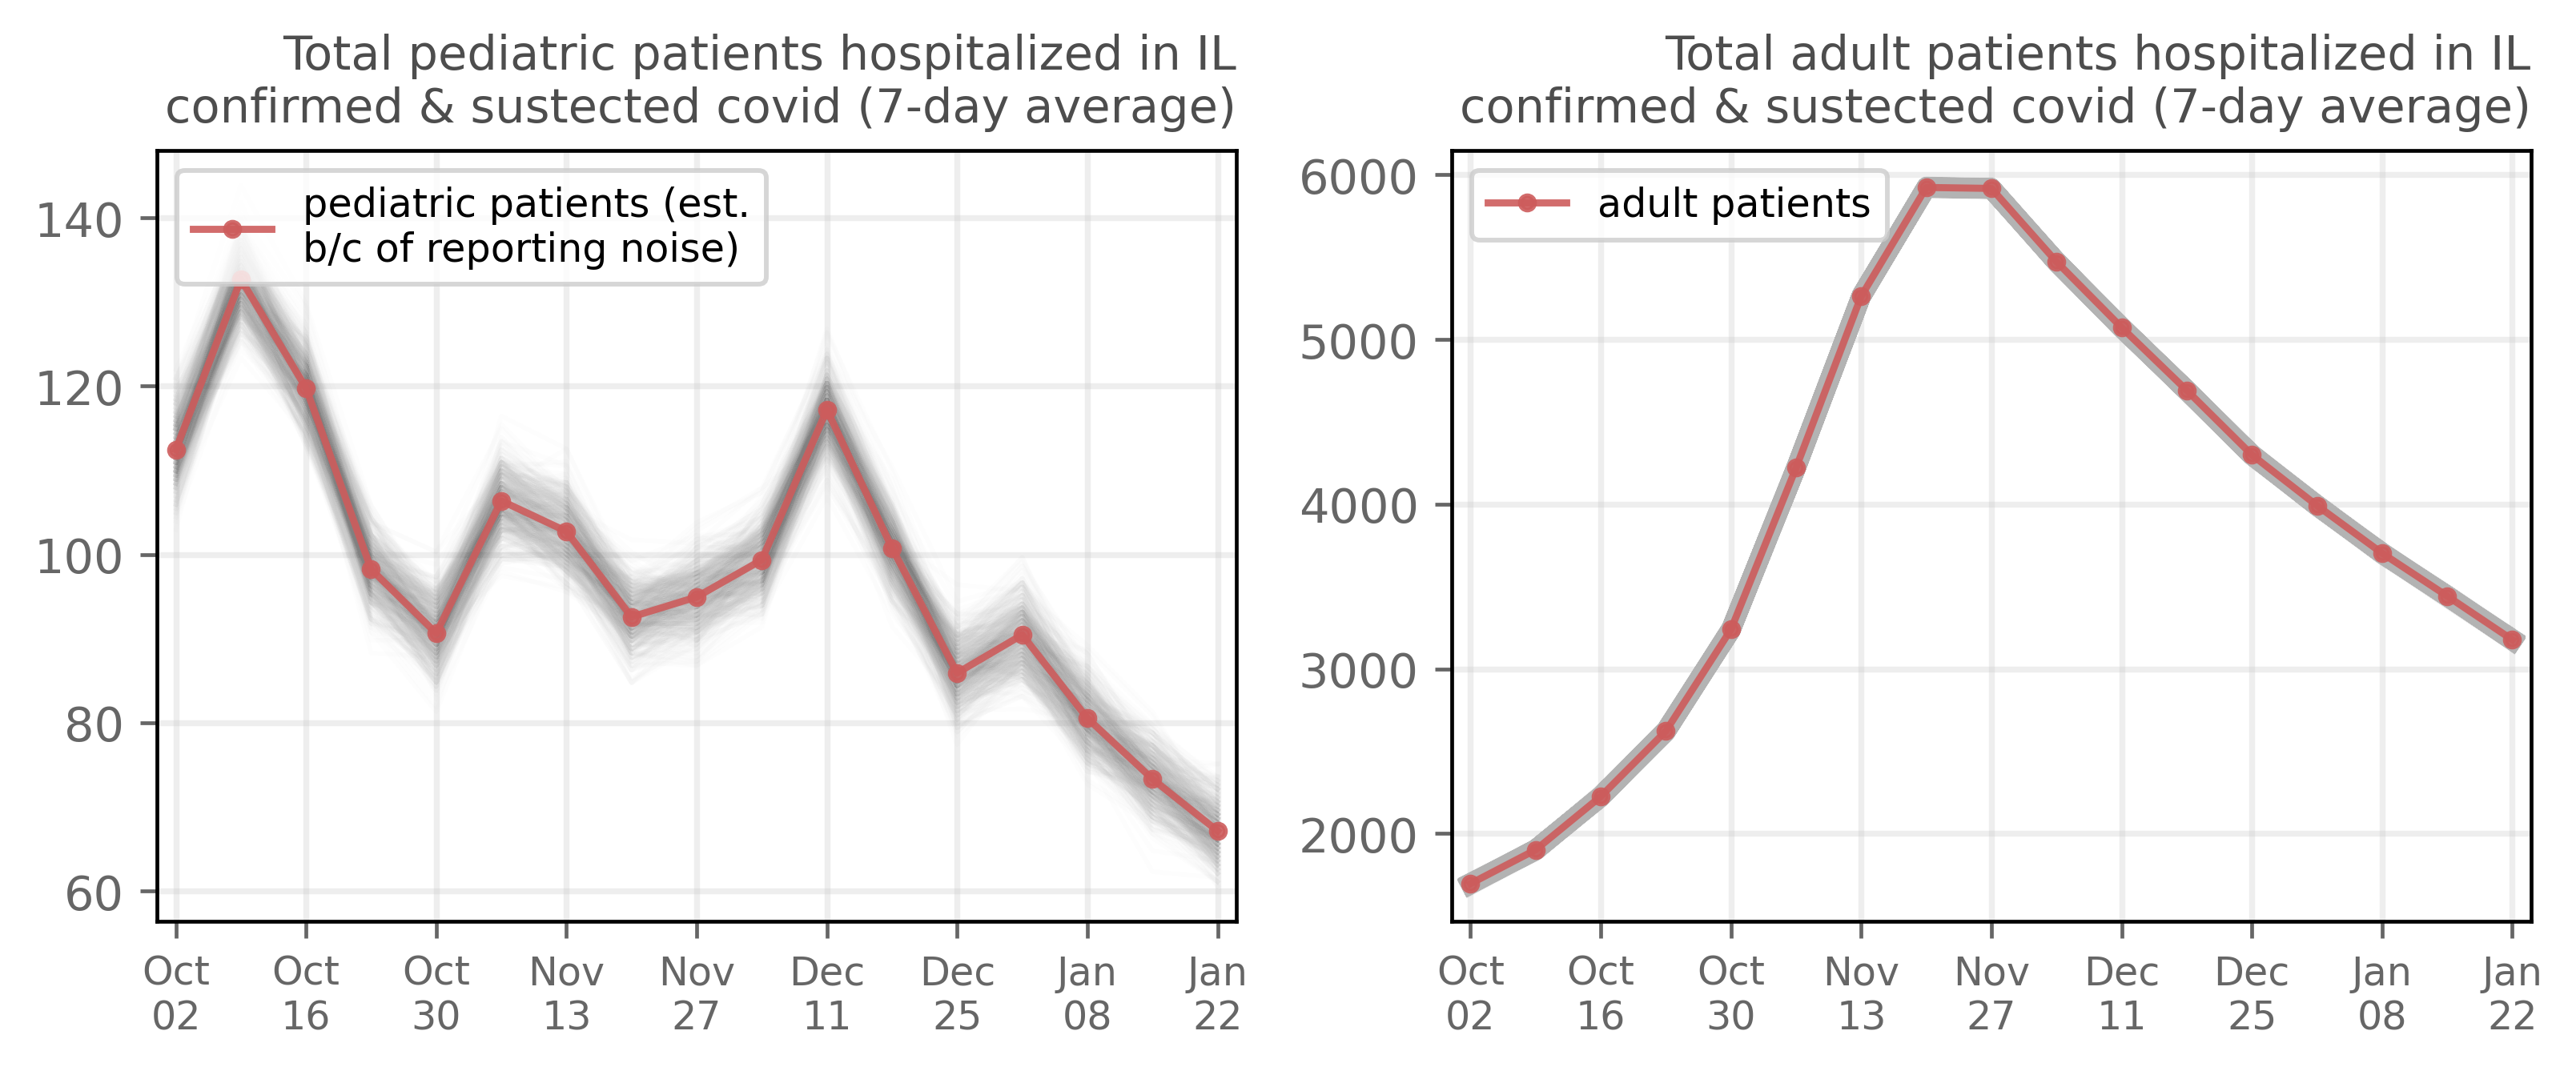 Total pediatric patients hospitalized in IL
confirmed & sustected covid (7-day average)
pediatric patients (est.
b/c of reporting noise)
140
120
100
80
60
Oct Oct Oct Nov Nov Dec Dec Jan Jan
02 16 30 13 27 11 25 08 22
Total adult patients hospitalized in IL
confirmed & sustected covid (7-day average)
adult patients
6000
5000
4000
3000
2000
Oct Oct Oct Nov Nov Dec Dec Jan Jan
02 16 30 13 27 11 25 08 22